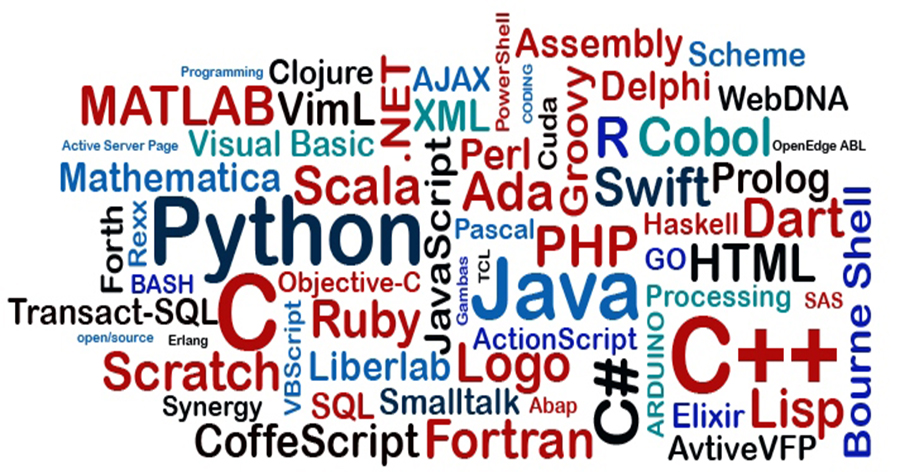 PowerShell
Assembly
Scheme
Programming
Clojure
.NET
AJAX
CODING
Groovy
Delphi
WebDNA
MATLAB
VimL
XML
Cuda
R
Cobol
OpenEdge ABL
Active Server Page
Visual Basic
JavaScript
Perl
Mathematica
Scala
Ada
Swift
Prolog
Forth
Rexx
Python
Pascal
PHP
Haskell
Dart
Bourne Shell
BASH
Objective-C
Gambas
TCL
Java
GO
HTML
Transact-SQL
C
Ruby
Processing
SAS
open/source
Erlang
VBScript
ActionScript
ARDUINO
C++
Scratch
Liberlab
Logo
C#
Synergy
SQL
Smalltalk
Abap
Elixir
Lisp
CoffeScript
Fortran
AvtiveVFP